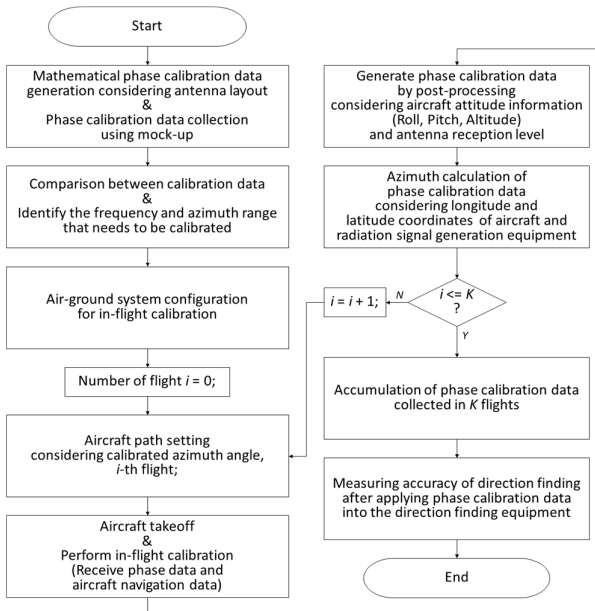 Start
Mathematical phase calibration data
generation considering antenna layout
&
Phase calibration data collection
using mock-up
Comparison between calibration data
&
Identify the frequency and azimuth range
that needs to be calibrated
Air-ground system configuration
for in-flight calibration
Number of flight i = 0;
Aircraft path setting
considering calibrated azimuth angle,
i-th flight;
Aircraft takeoff
&
Perform in-flight calibration
(Receive phase data and
aircraft navigation data)
Generate phase calibration data
by post-processing
considering aircraft attitude information
(Roll, Pitch, Altitude)
and antenna reception level
Azimuth calculation of
phase calibration data
considering longitude and
latitude coordinates of aircraft and
radiation signal generation equipment
i <= K
?
N
i = i + 1;
Y
Accumulation of phase calibration data
collected in K flights
Measuring accuracy of direction finding
after applying phase calibration data
into the direction finding equipment
End